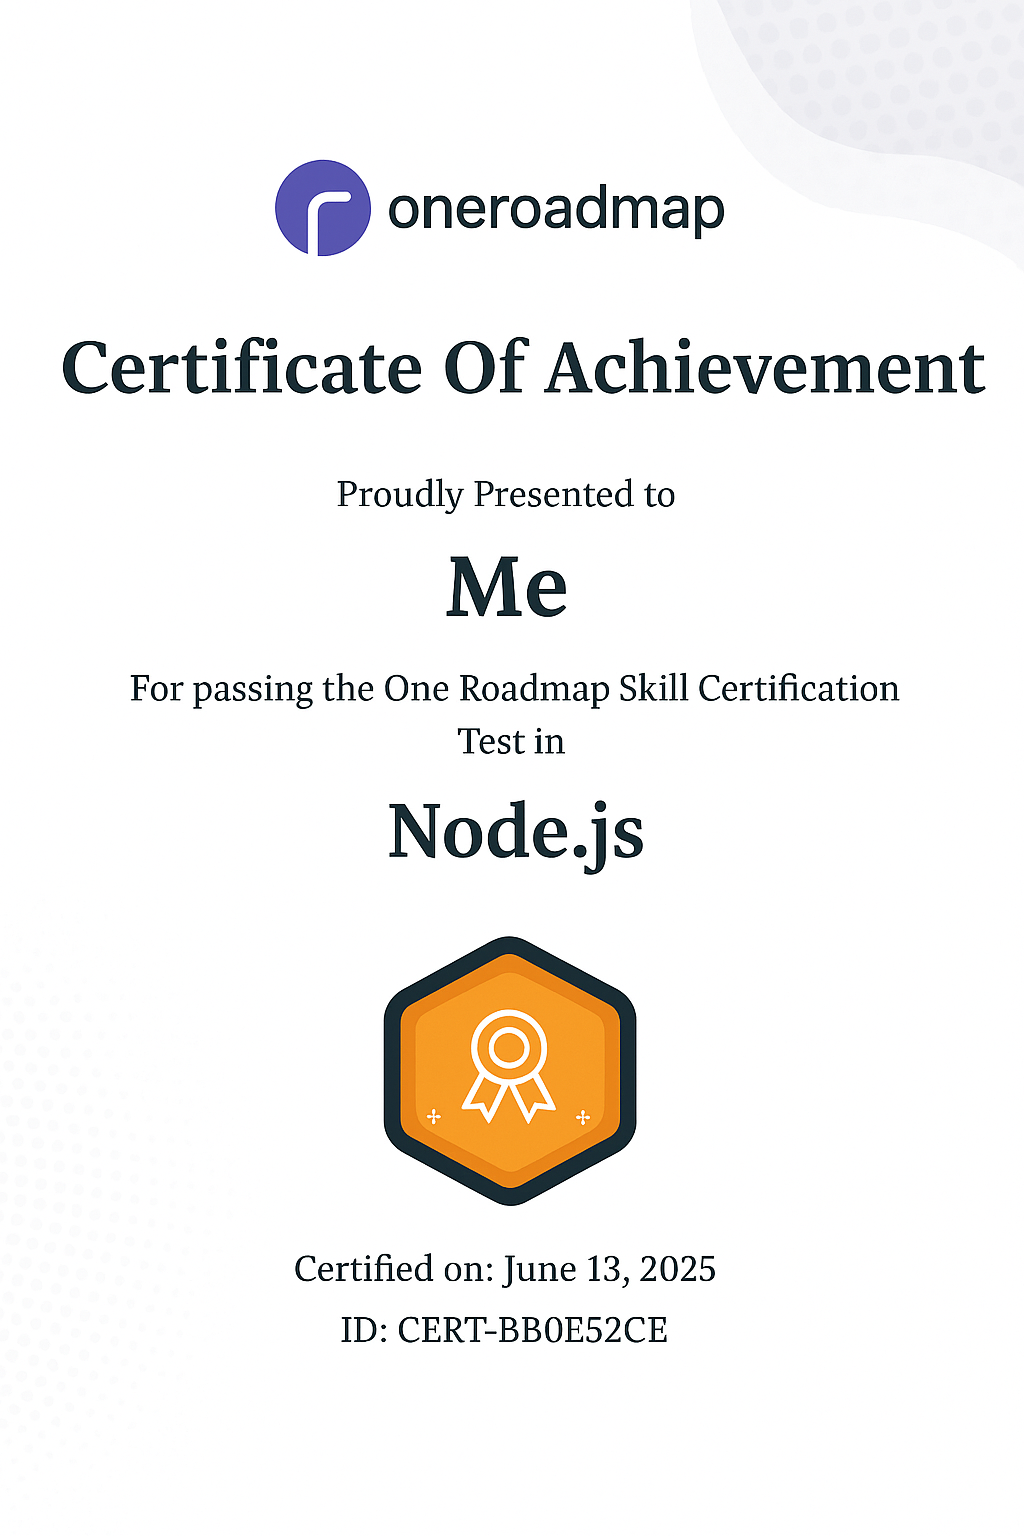 oneroadmap
Certificate Of Achievement
Proudly Presented to
Me
For passing the One Roadmap Skill Certification
Test in
Node.js
Certified on: June 13, 2025
ID: CERT-BB0E52CE